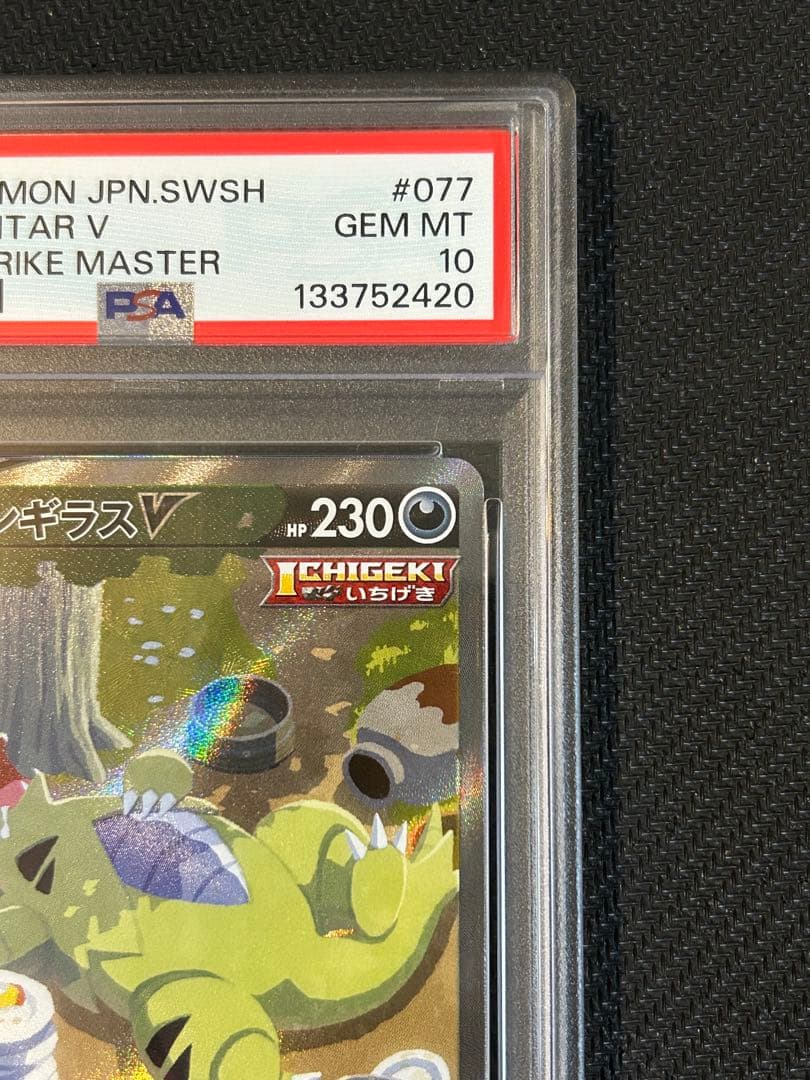 MON JPN.SWSH #077
ITAR V GEM MT
RIKE MASTER 10
PSA 133752420
ンギラスV HP 230
ICHIGEKI
いちげき